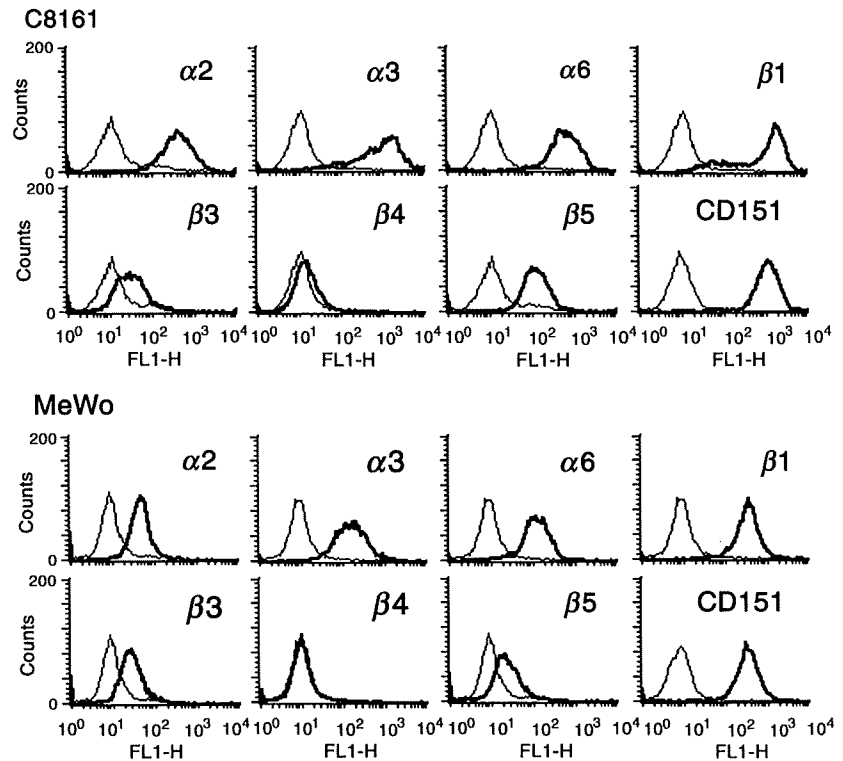 C8161
200 α2 α3 α6 β1
Counts
0
200 β3 β4 β5 CD151
Counts
0
10⁰ 10¹ 10² 10³ 10⁴ 10⁰ 10¹ 10² 10³ 10⁴ 10⁰ 10¹ 10² 10³ 10⁴ 10⁰ 10¹ 10² 10³ 10⁴
FL1-H FL1-H FL1-H FL1-H
MeWo
200 α2 α3 α6 β1
Counts
0
200 β3 β4 β5 CD151
Counts
0
10⁰ 10¹ 10² 10³ 10⁴ 10⁰ 10¹ 10² 10³ 10⁴ 10⁰ 10¹ 10² 10³ 10⁴ 10⁰ 10¹ 10² 10³ 10⁴
FL1-H FL1-H FL1-H FL1-H